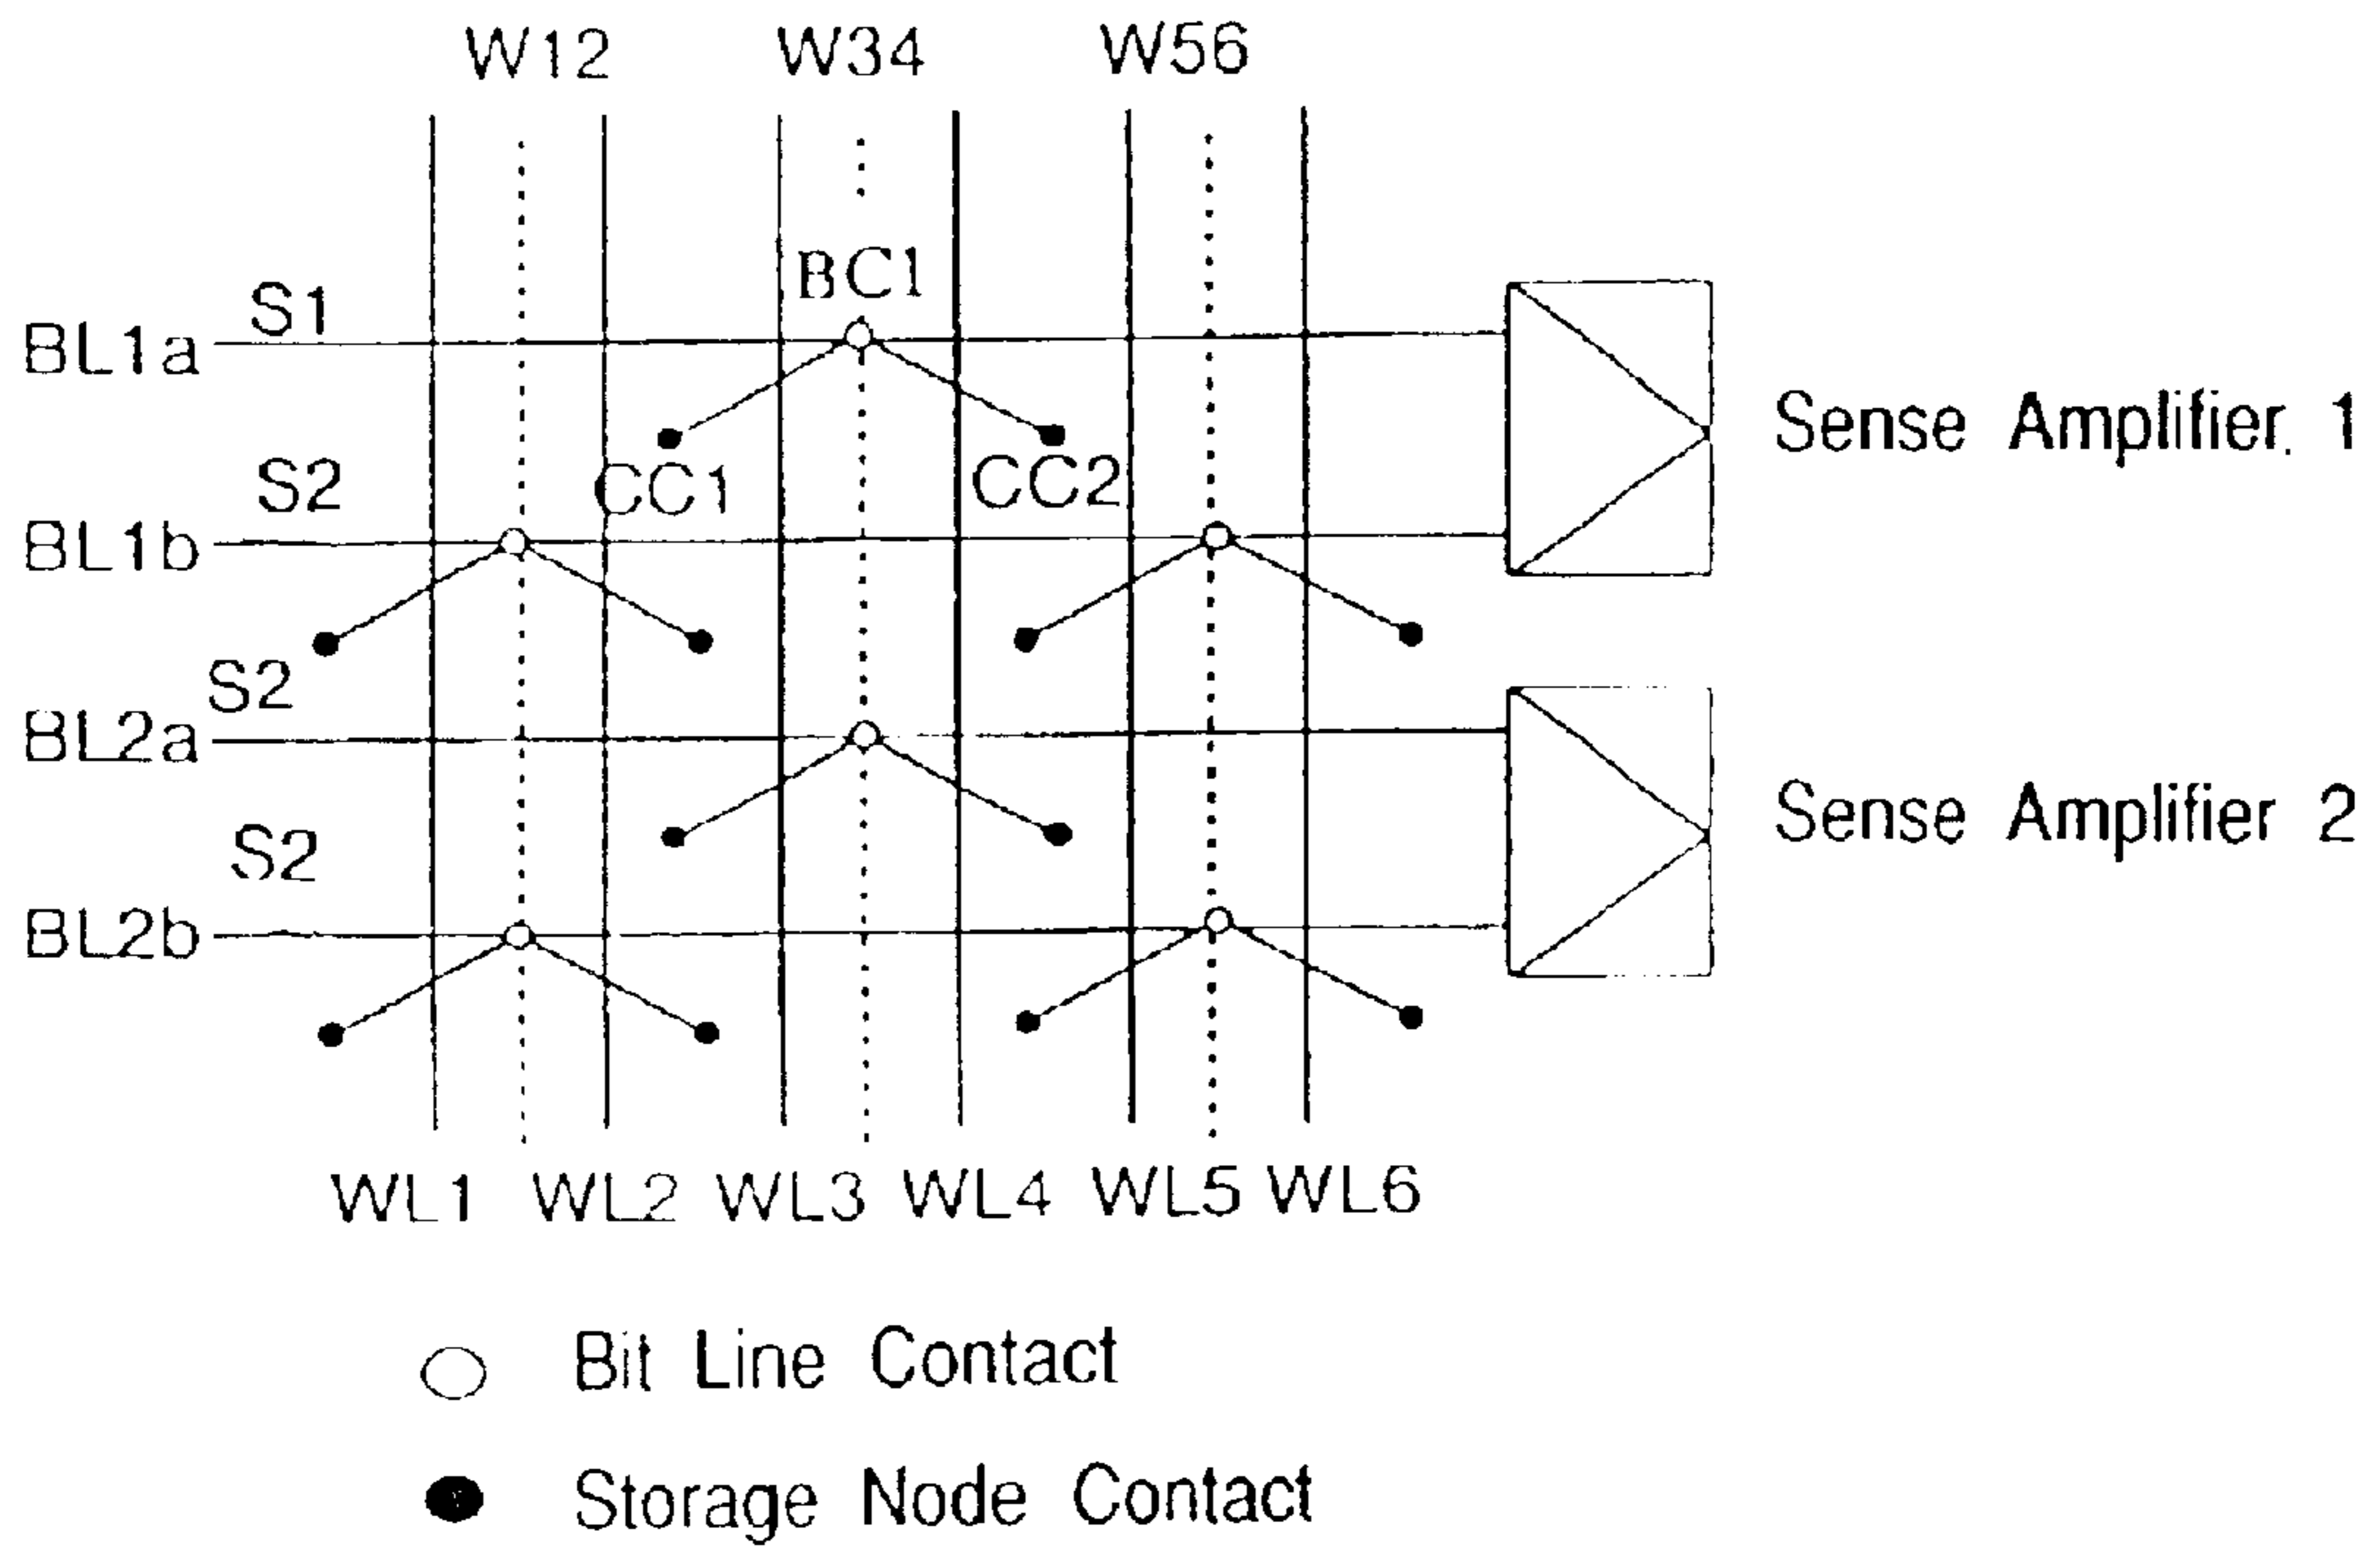 W12 W34 W56
BC1
S1
BL1a
Sense Amplifier. 1
S2 CC1 CC2
BL1b
S2
BL2a
Sense Amplifier 2
S2
BL2b
WL1 WL2 WL3 WL4 WL5 WL6
Bit Line Contact
Storage Node Contact